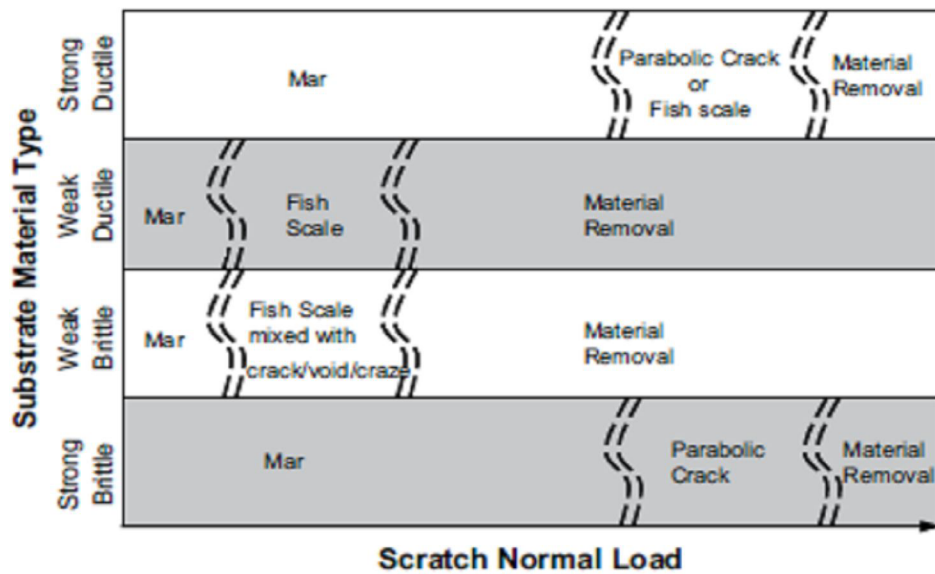 Substrate Material Type
Strong
Ductile
Mar
Parabolic Crack
or
Fish scale
Material
Removal
Weak
Ductile
Mar
Fish
Scale
Material
Removal
Weak
Brittle
Mar
Fish Scale
mixed with
crack/void/craze
Material
Removal
Strong
Brittle
Mar
Parabolic
Crack
Material
Removal
Scratch Normal Load